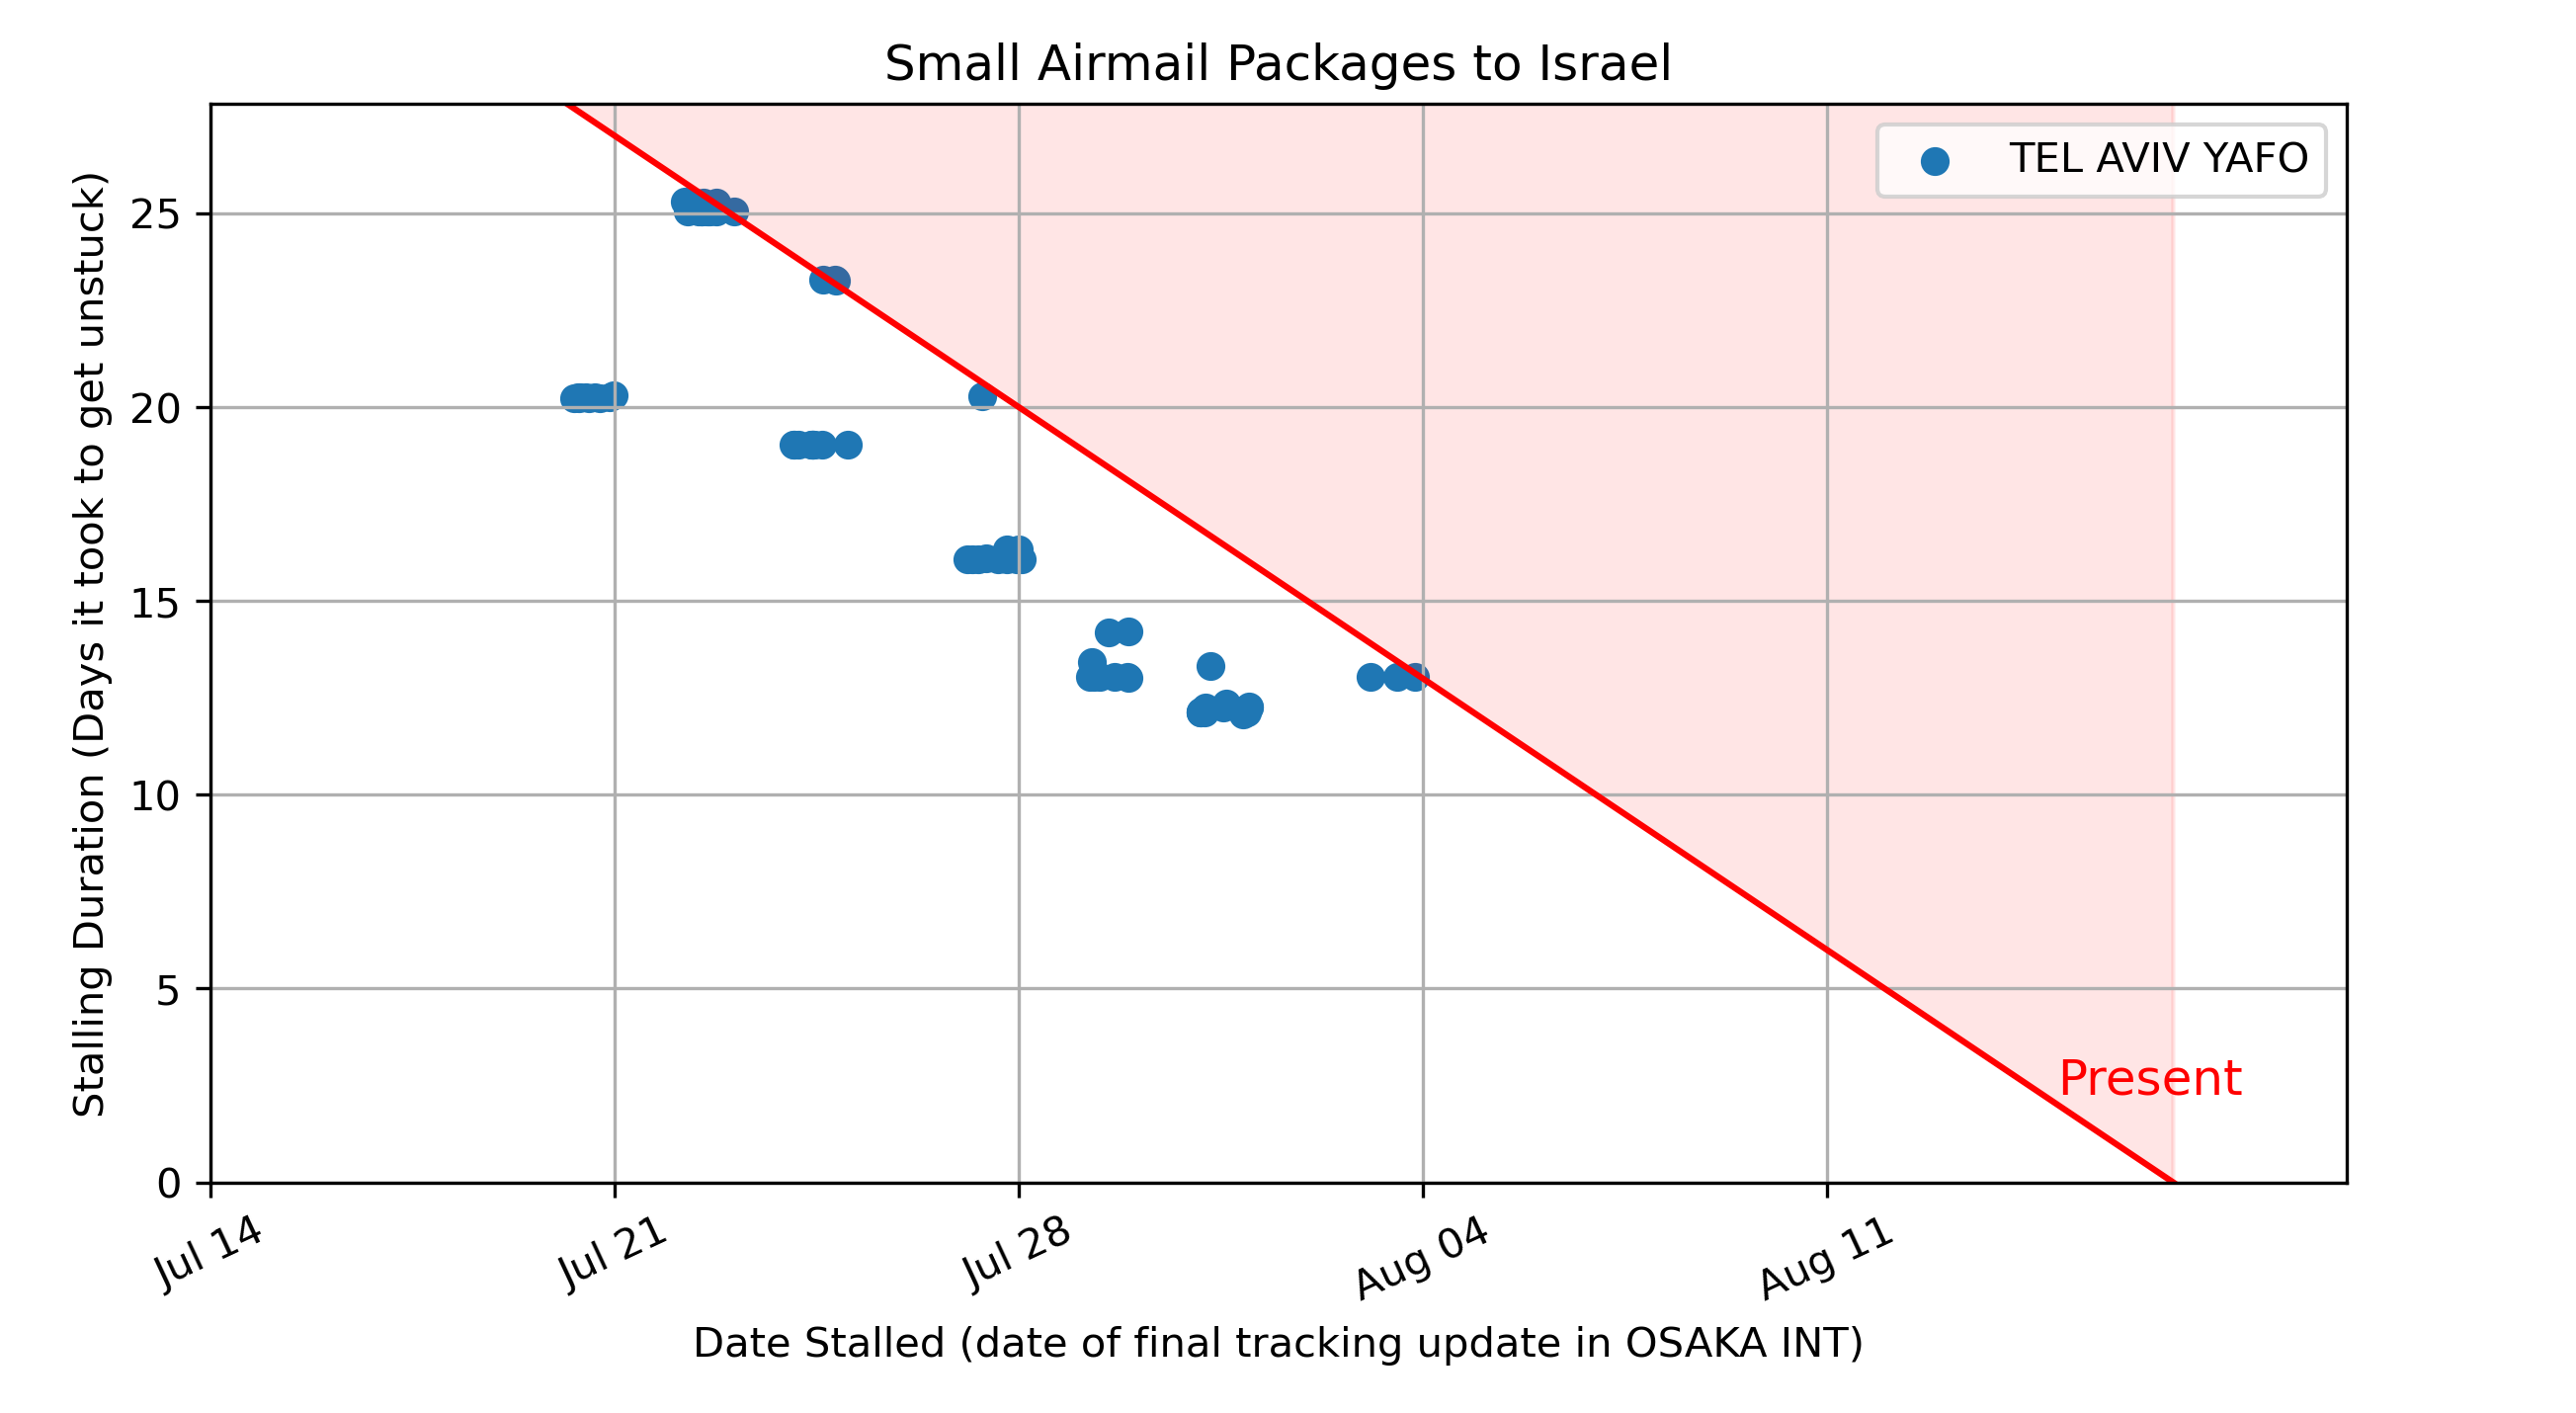 Small Airmail Packages to Israel
TEL AVIV YAFO
Stalling Duration (Days it took to get unstuck)
25
20
15
10
5
0
Present
Jul 14
Jul 21
Jul 28
Aug 04
Aug 11
Date Stalled (date of final tracking update in OSAKA INT)